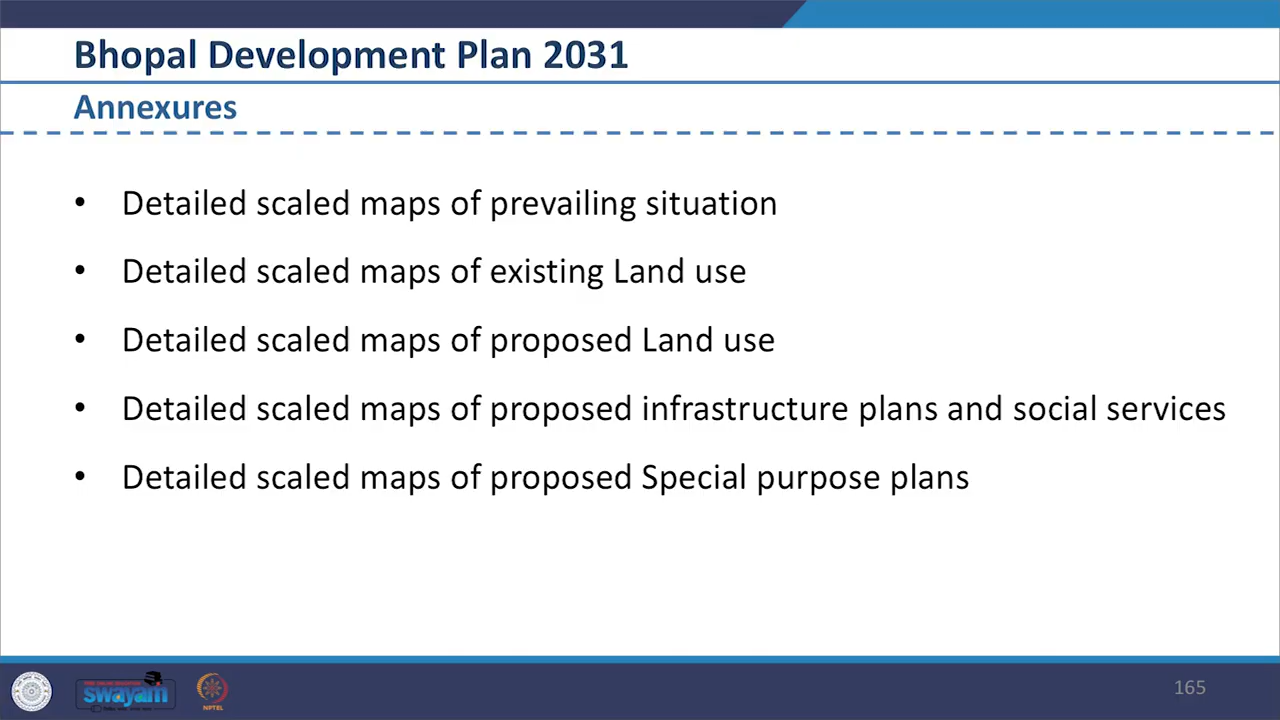 Bhopal Development Plan 2031
Annexures
• Detailed scaled maps of prevailing situation
• Detailed scaled maps of existing Land use
• Detailed scaled maps of proposed Land use
• Detailed scaled maps of proposed infrastructure plans and social services
• Detailed scaled maps of proposed Special purpose plans
swayam
NPTEL
165